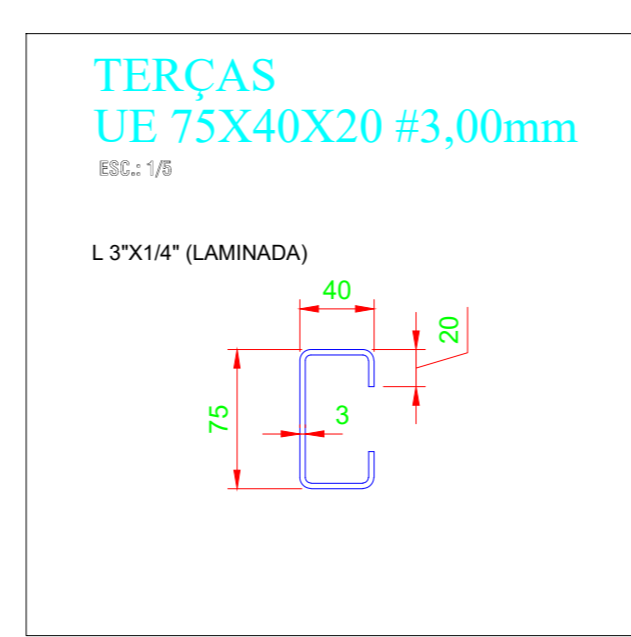 TERÇAS
UE 75X40X20 #3,00mm
ESC.: 1/5
L 3"X1/4" (LAMINADA)
40
20
75
3